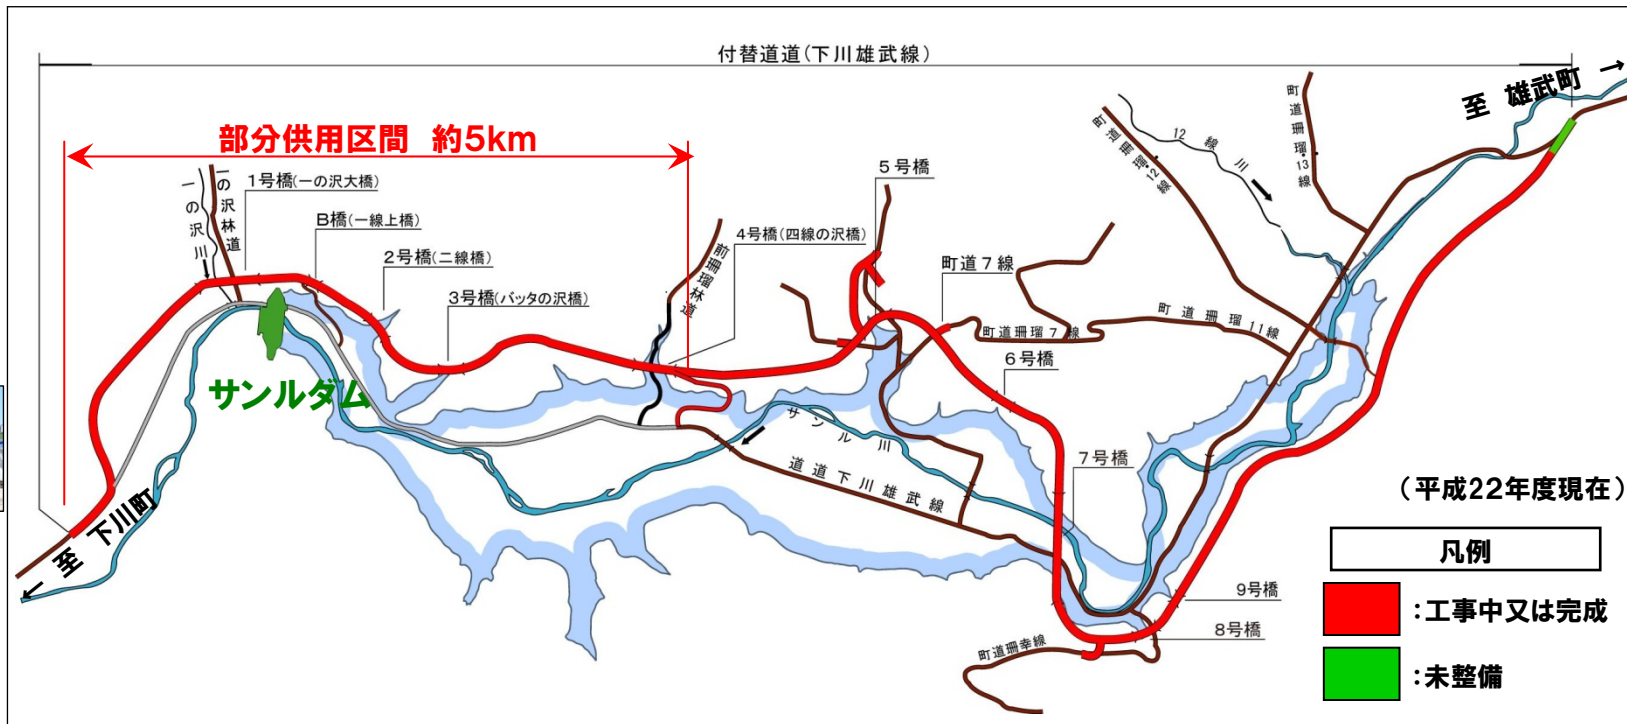 付替道道(下川雄武線)
至 雄武町 →
部分供用区間 約5km
一の沢川
一の沢林道
1号橋(一の沢大橋)
B橋(一線上橋)
2号橋(二線橋)
3号橋(バッタの沢橋)
前珊瑠林道
4号橋(四線の沢橋)
5号橋
町道7線
町道珊瑠7線
町道珊瑠・12線
12線川
町道珊瑠・13線
町道珊瑠11線
6号橋
サンルダム
サンル川
道道下川雄武線
7号橋
← 至 下川町
9号橋
8号橋
町道珊幸線
(平成22年度現在)
凡例
:工事中又は完成
:未整備